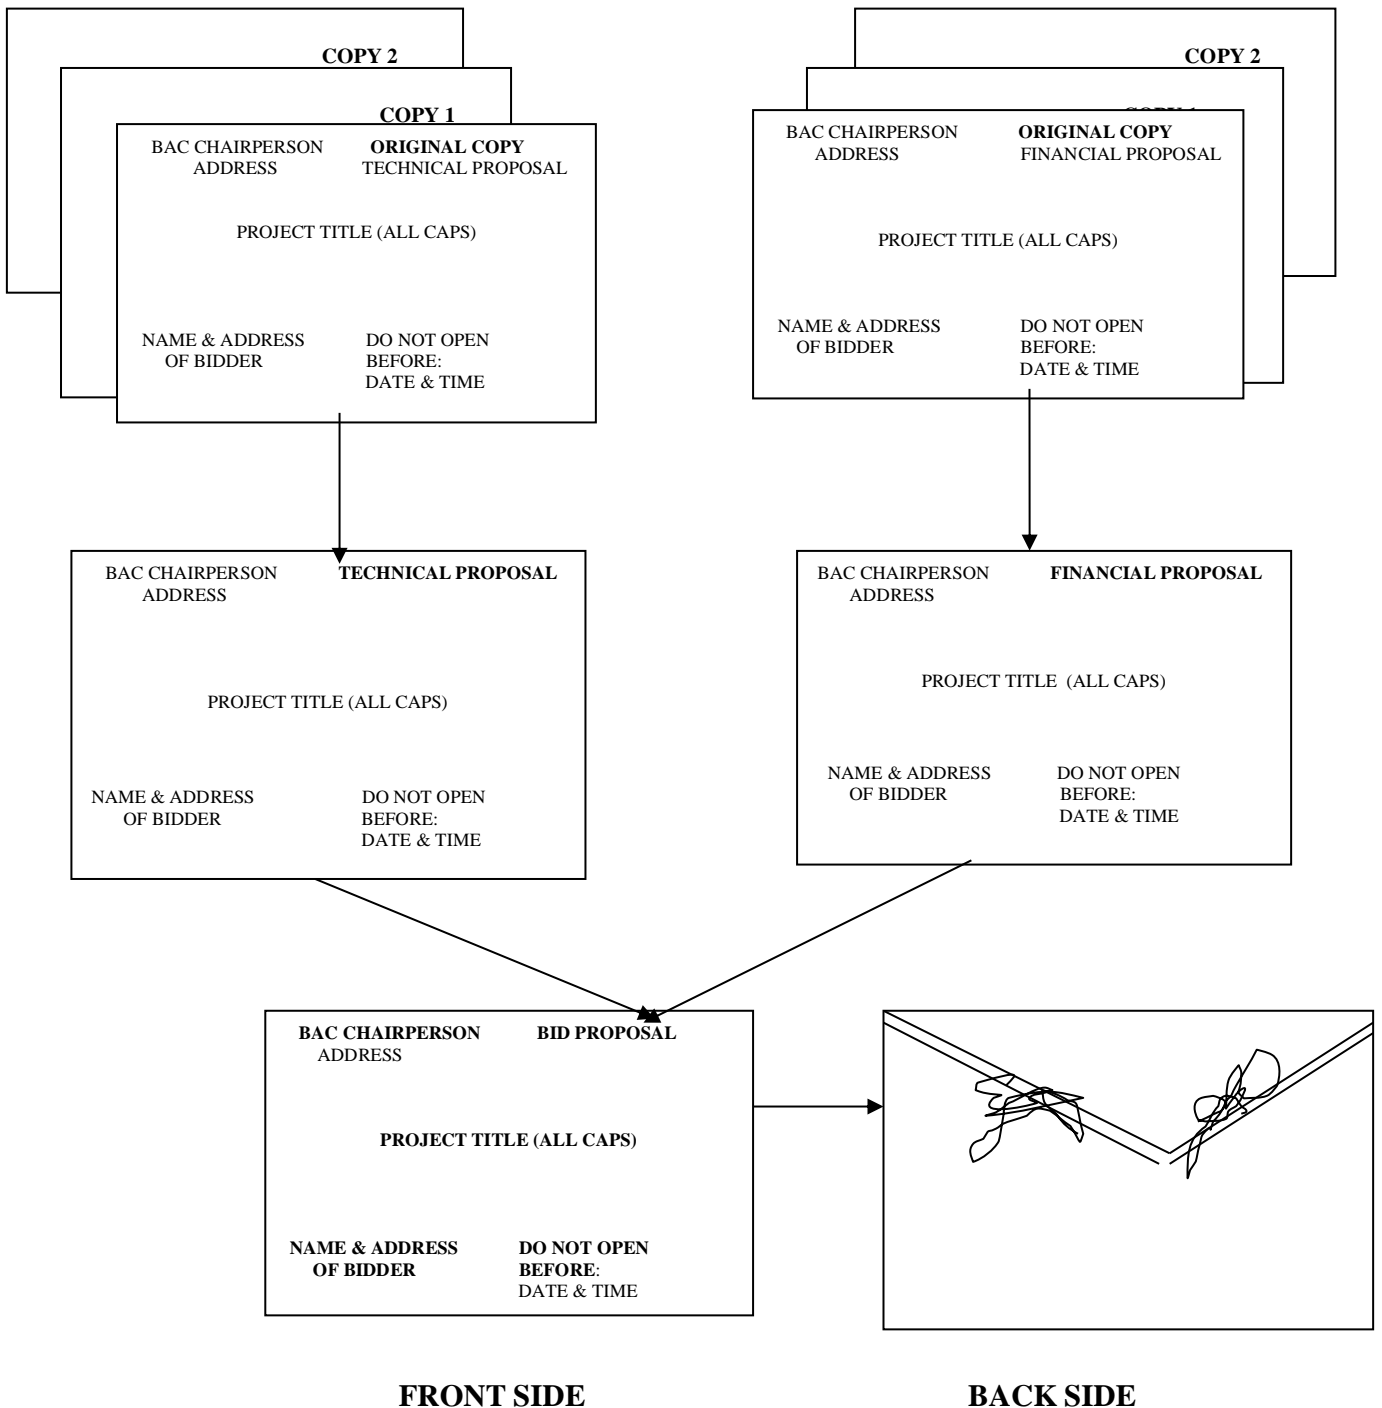 COPY 2
COPY 1
BAC CHAIRPERSON ORIGINAL COPY
ADDRESS TECHNICAL PROPOSAL
PROJECT TITLE (ALL CAPS)
NAME & ADDRESS DO NOT OPEN
OF BIDDER BEFORE:
DATE & TIME
COPY 2
BAC CHAIRPERSON ORIGINAL COPY
ADDRESS FINANCIAL PROPOSAL
PROJECT TITLE (ALL CAPS)
NAME & ADDRESS DO NOT OPEN
OF BIDDER BEFORE:
DATE & TIME
BAC CHAIRPERSON TECHNICAL PROPOSAL
ADDRESS
PROJECT TITLE (ALL CAPS)
NAME & ADDRESS DO NOT OPEN
OF BIDDER BEFORE:
DATE & TIME
BAC CHAIRPERSON FINANCIAL PROPOSAL
ADDRESS
PROJECT TITLE (ALL CAPS)
NAME & ADDRESS DO NOT OPEN
OF BIDDER BEFORE:
DATE & TIME
BAC CHAIRPERSON BID PROPOSAL
ADDRESS
PROJECT TITLE (ALL CAPS)
NAME & ADDRESS DO NOT OPEN
OF BIDDER BEFORE:
DATE & TIME
FRONT SIDE BACK SIDE